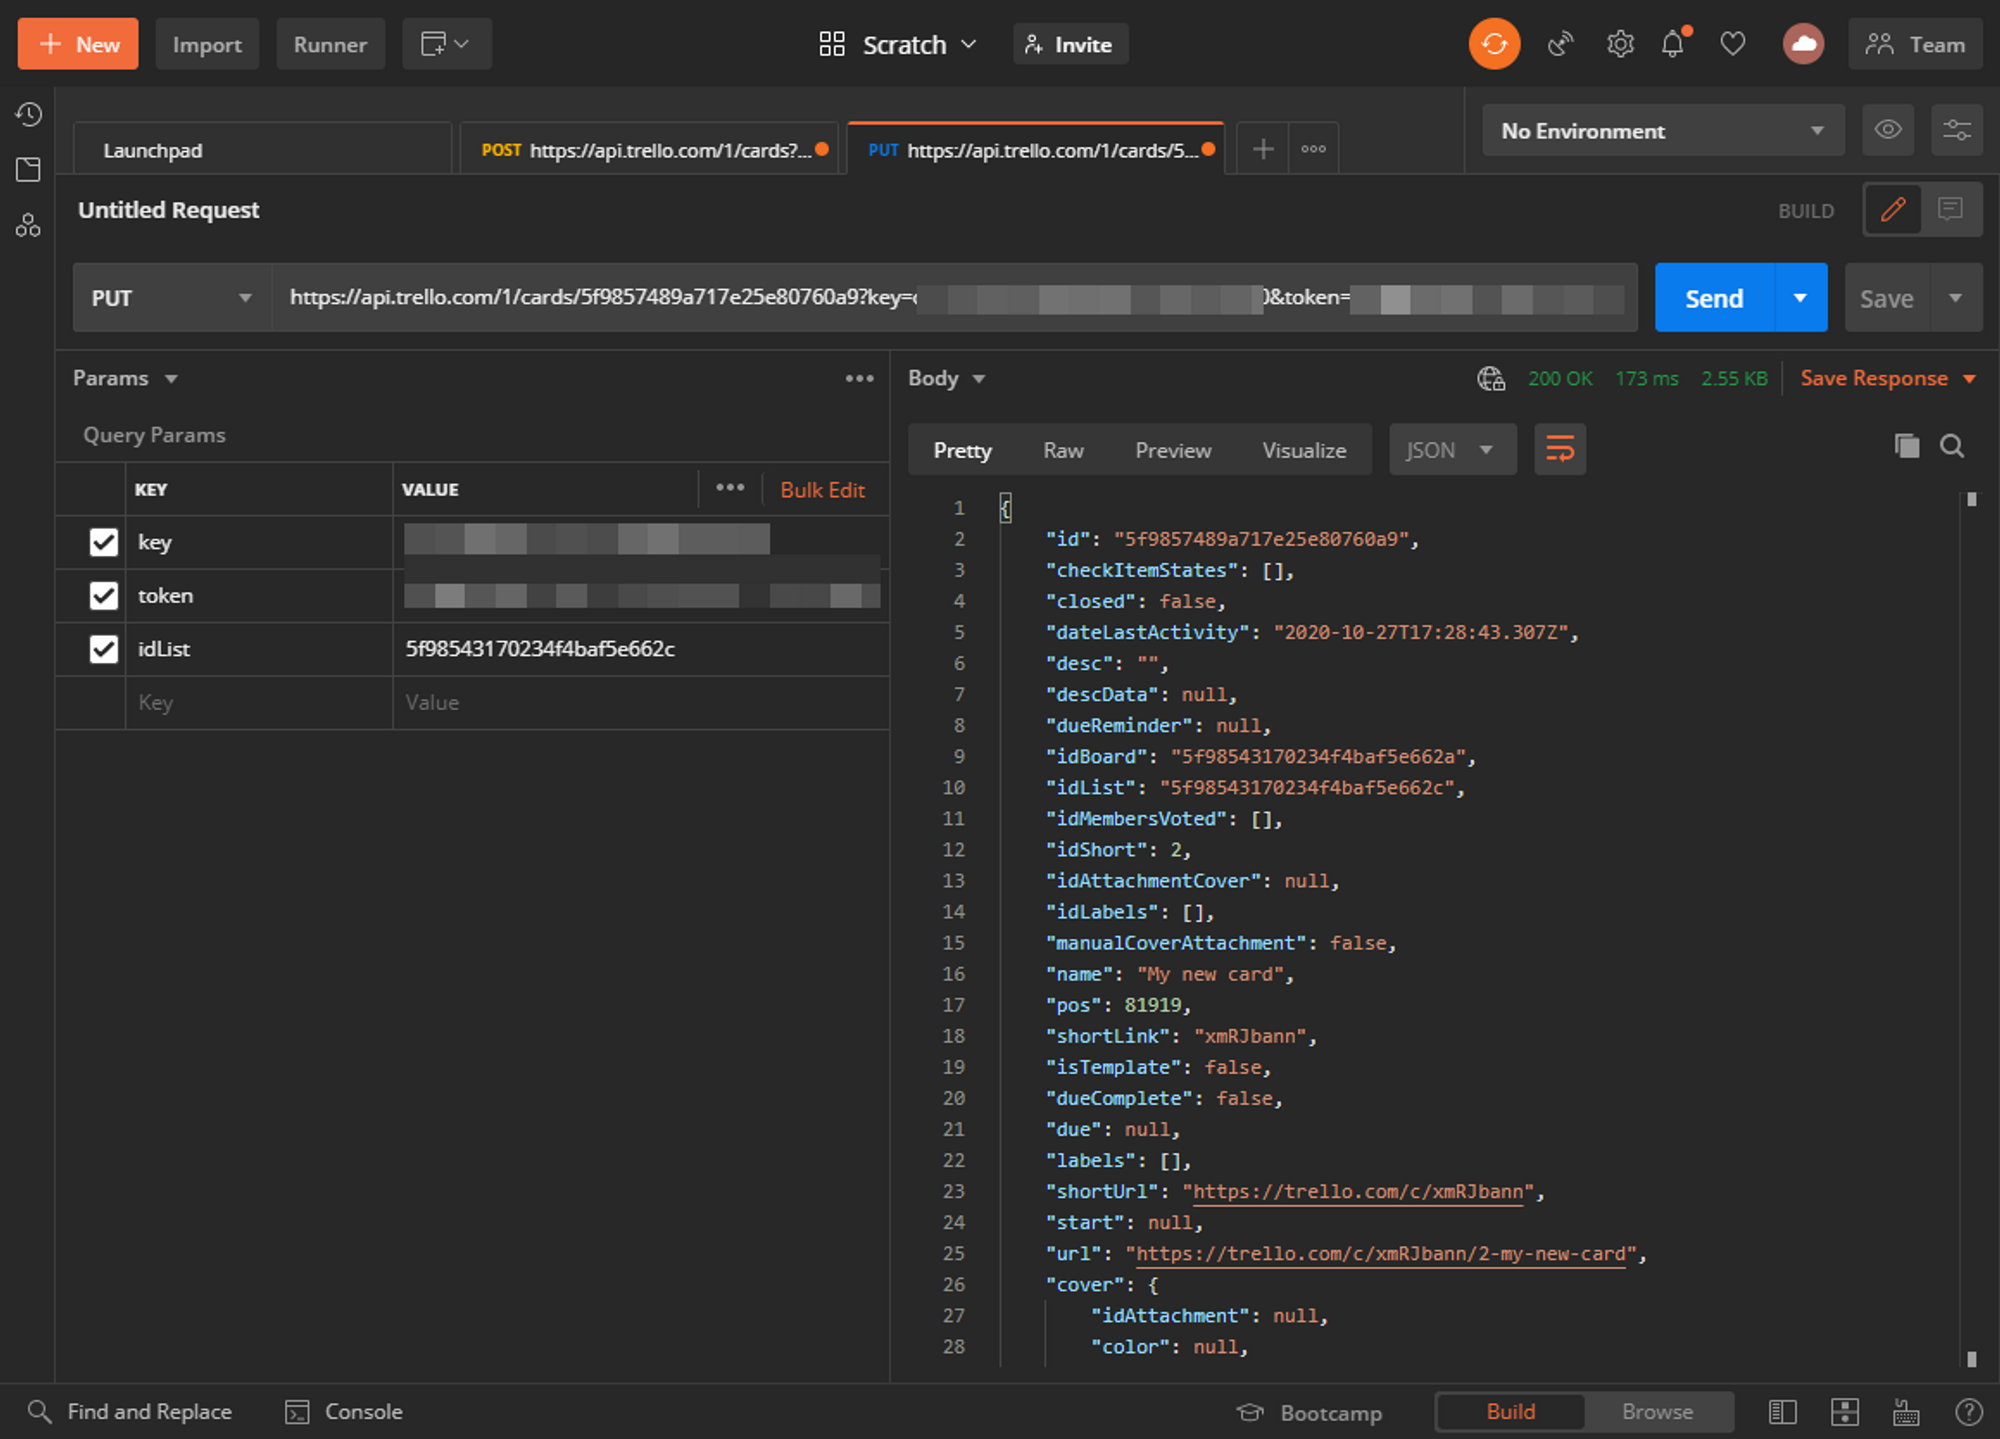 New Import Runner Scratch Invite Team
Launchpad POST https://api.trello.com/1/cards?... PUT https://api.trello.com/1/cards/5... No Environment
Untitled Request BUILD
PUT https://api.trello.com/1/cards/5f9857489a717e25e80760a9?key= 0&token= Send Save
Params Body 200 OK 173 ms 2.55 KB Save Response
Query Params
Pretty Raw Preview Visualize JSON
KEY VALUE Bulk Edit
key
token
idList 5f98543170234f4baf5e662c
Key Value
1 {
2 "id": "5f9857489a717e25e80760a9",
3 "checkItemStates": [],
4 "closed": false,
5 "dateLastActivity": "2020-10-27T17:28:43.307Z",
6 "desc": "",
7 "descData": null,
8 "dueReminder": null,
9 "idBoard": "5f98543170234f4baf5e662a",
10 "idList": "5f98543170234f4baf5e662c",
11 "idMembersVoted": [],
12 "idShort": 2,
13 "idAttachmentCover": null,
14 "idLabels": [],
15 "manualCoverAttachment": false,
16 "name": "My new card",
17 "pos": 81919,
18 "shortLink": "xmRJbann",
19 "isTemplate": false,
20 "dueComplete": false,
21 "due": null,
22 "labels": [],
23 "shortUrl": "https://trello.com/c/xmRJbann",
24 "start": null,
25 "url": "https://trello.com/c/xmRJbann/2-my-new-card",
26 "cover": {
27 "idAttachment": null,
28 "color": null,
Find and Replace Console Bootcamp Build Browse